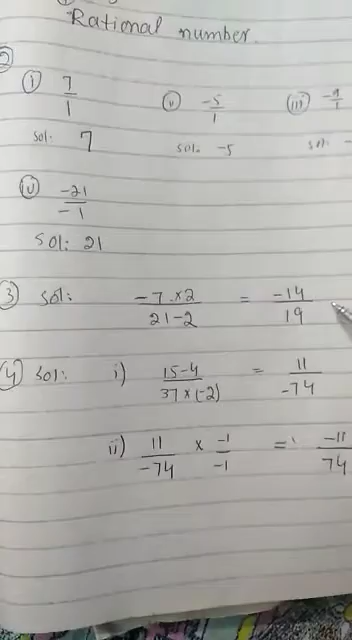 Rational number.
(i) 7/1 (ii) -5/1 (iii) -9/1
Sol: 7 Sol: -5 Sol: -
(iv) -21/-1
Sol: 21
(3) Sol: -7 × 2 / 21 - 2 = -14/19
(4) Sol: i) 15-4 / 37 × (-2) = 11/-74
ii) 11/-74 × -1/-1 = -11/74